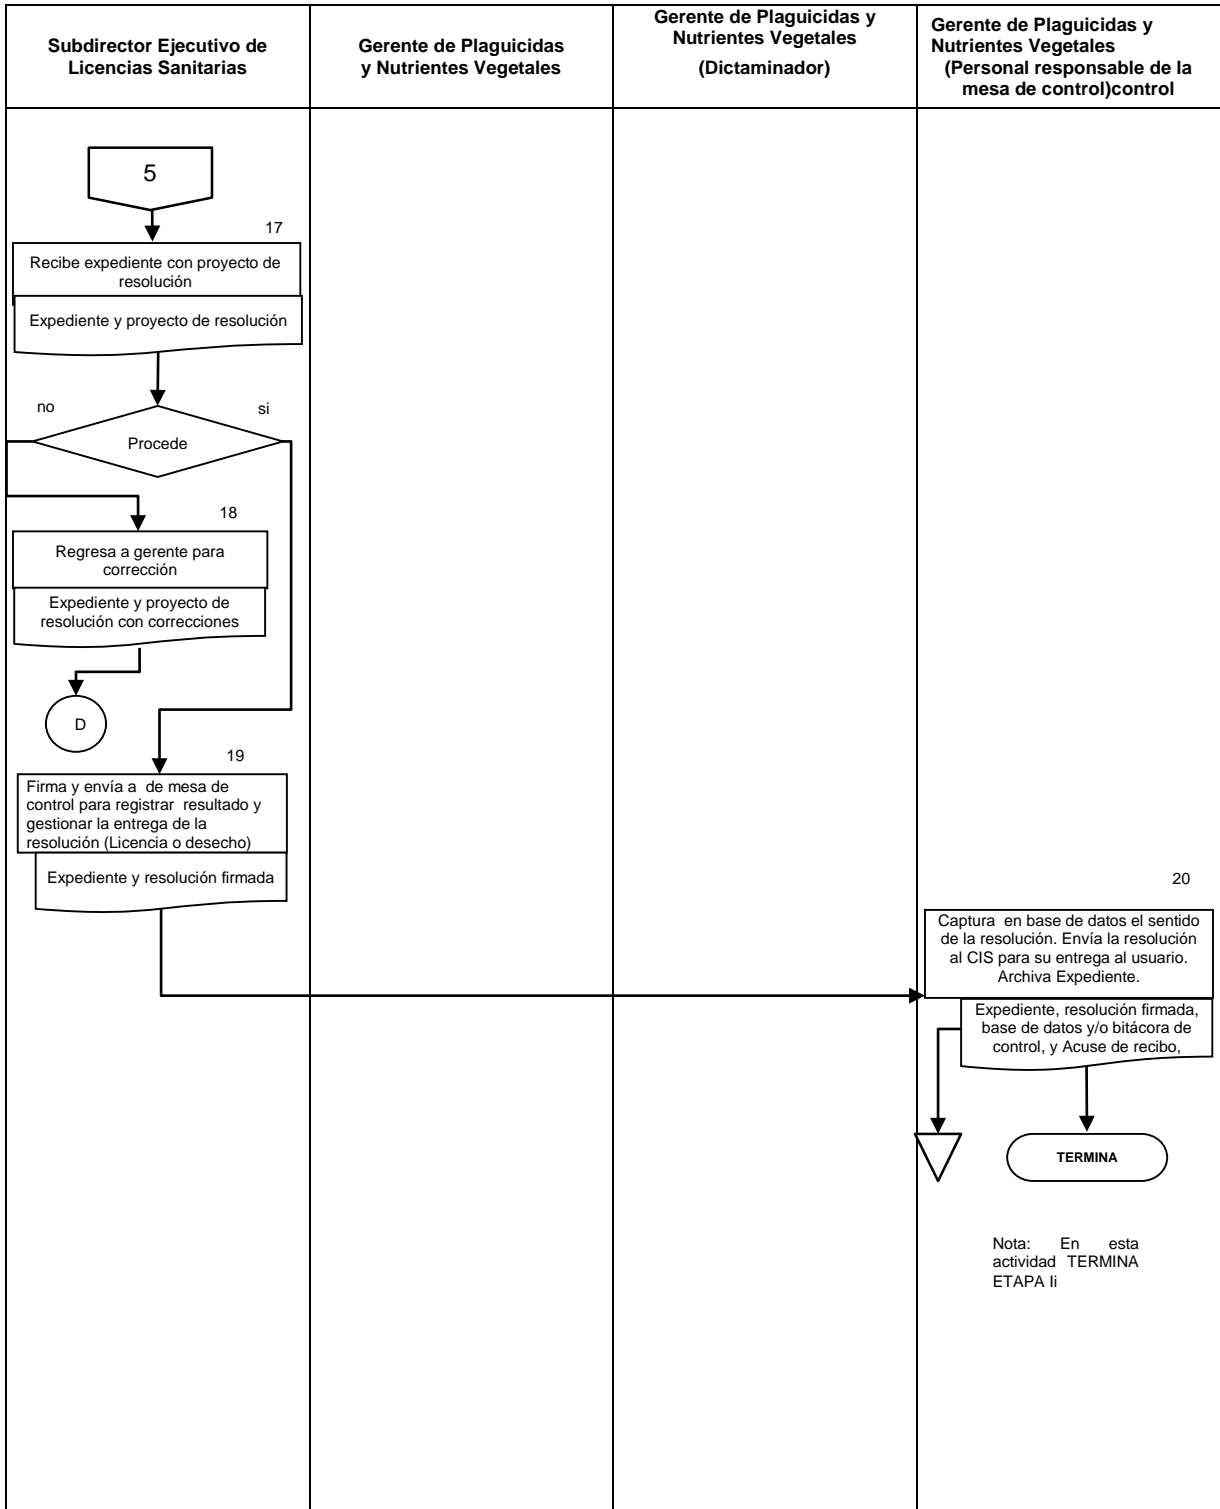 Subdirector Ejecutivo de
Licencias Sanitarias
Gerente de Plaguicidas
y Nutrientes Vegetales
Gerente de Plaguicidas y
Nutrientes Vegetales
(Dictaminador)
Gerente de Plaguicidas y
Nutrientes Vegetales
(Personal responsable de la
mesa de control)control
5
17
Recibe expediente con proyecto de
resolución
Expediente y proyecto de resolución
no
si
Procede
18
Regresa a gerente para
corrección
Expediente y proyecto de
resolución con correcciones
D
19
Firma y envía a  de mesa de
control para registrar  resultado y
gestionar la entrega de la
resolución (Licencia o desecho)
Expediente y resolución firmada
20
Captura  en base de datos el sentido
de la resolución. Envía la resolución
al CIS para su entrega al usuario.
Archiva Expediente.
Expediente, resolución firmada,
base de datos y/o bitácora de
control, y Acuse de recibo,
TERMINA
Nota: En esta
actividad TERMINA
ETAPA Ii